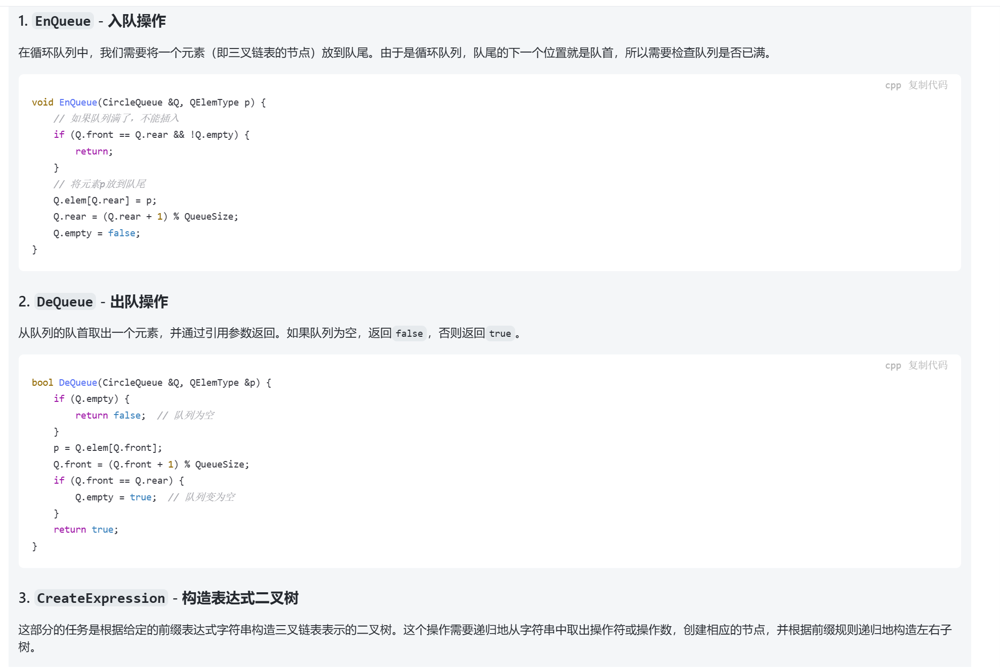 1. EnQueue - 入队操作
在循环队列中，我们需要将一个元素（即三叉链表的节点）放到队尾。由于是循环队列，队尾的下一个位置就是队首，所以需要检查队列是否已满。
cpp 复制代码
void EnQueue(CircleQueue &Q, QElemType p) {
    // 如果队列满了，不能插入
    if (Q.front == Q.rear && !Q.empty) {
        return;
    }
    // 将元素p放到队尾
    Q.elem[Q.rear] = p;
    Q.rear = (Q.rear + 1) % QueueSize;
    Q.empty = false;
}
2. DeQueue - 出队操作
从队列的队首取出一个元素，并通过引用参数返回。如果队列为空，返回false，否则返回true。
cpp 复制代码
bool DeQueue(CircleQueue &Q, QElemType &p) {
    if (Q.empty) {
        return false;  // 队列为空
    }
    p = Q.elem[Q.front];
    Q.front = (Q.front + 1) % QueueSize;
    if (Q.front == Q.rear) {
        Q.empty = true;  // 队列变为空
    }
    return true;
}
3. CreateExpression - 构造表达式二叉树
这部分的任务是根据给定的前缀表达式字符串构造三叉链表表示的二叉树。这个操作需要递归地从字符串中取出操作符或操作数，创建相应的节点，并根据前缀规则递归地构造左右子
树。